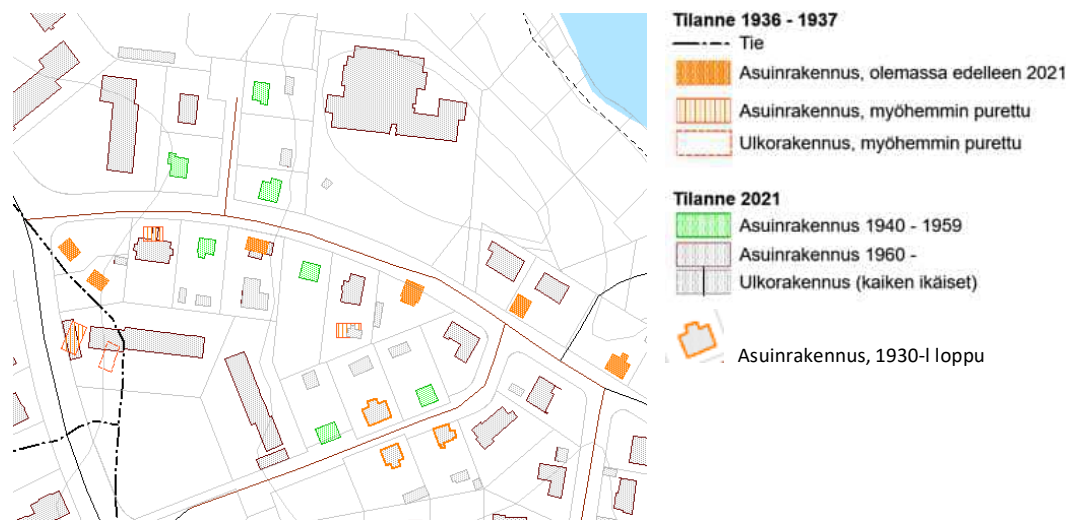 Tilanne 1936 - 1937
Tie
Asuinrakennus, olemassa edelleen 2021
Asuinrakennus, myöhemmin purettu
Ulkorakennus, myöhemmin purettu
Tilanne 2021
Asuinrakennus 1940 - 1959
Asuinrakennus 1960 -
Ulkorakennus (kaiken ikäiset)
Asuinrakennus, 1930-l loppu